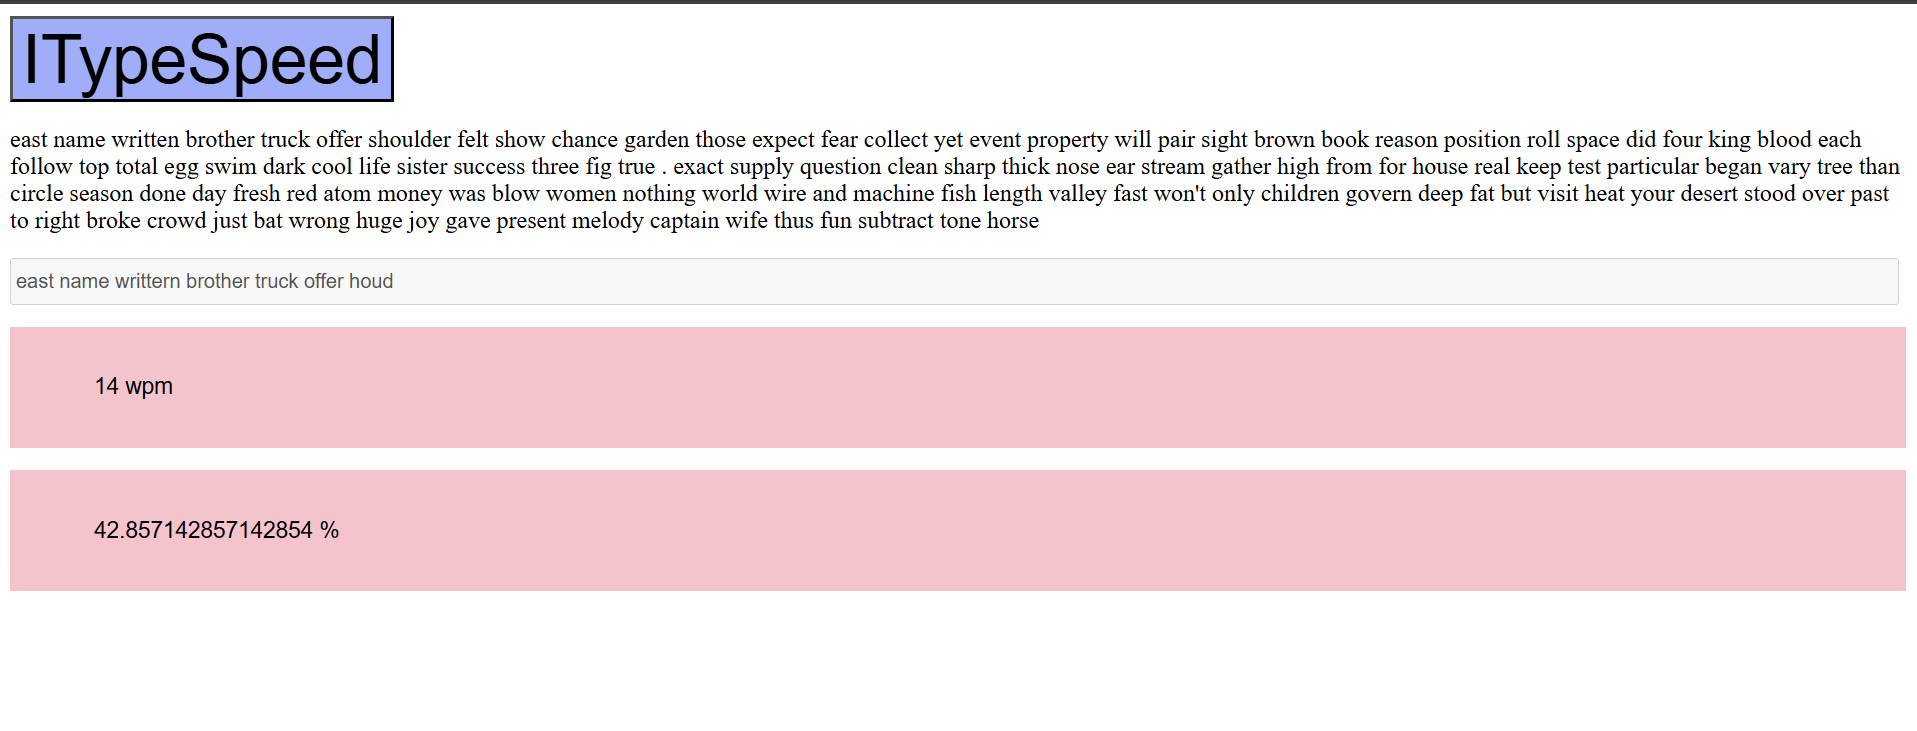 ITypeSpeed
east name written brother truck offer shoulder felt show chance garden those expect fear collect yet event property will pair sight brown book reason position roll space did four king blood each
follow top total egg swim dark cool life sister success three fig true . exact supply question clean sharp thick nose ear stream gather high from for house real keep test particular began vary tree than
circle season done day fresh red atom money was blow women nothing world wire and machine fish length valley fast won't only children govern deep fat but visit heat your desert stood over past
to right broke crowd just bat wrong huge joy gave present melody captain wife thus fun subtract tone horse
east name writtern brother truck offer houd
14 wpm
42.857142857142854 %